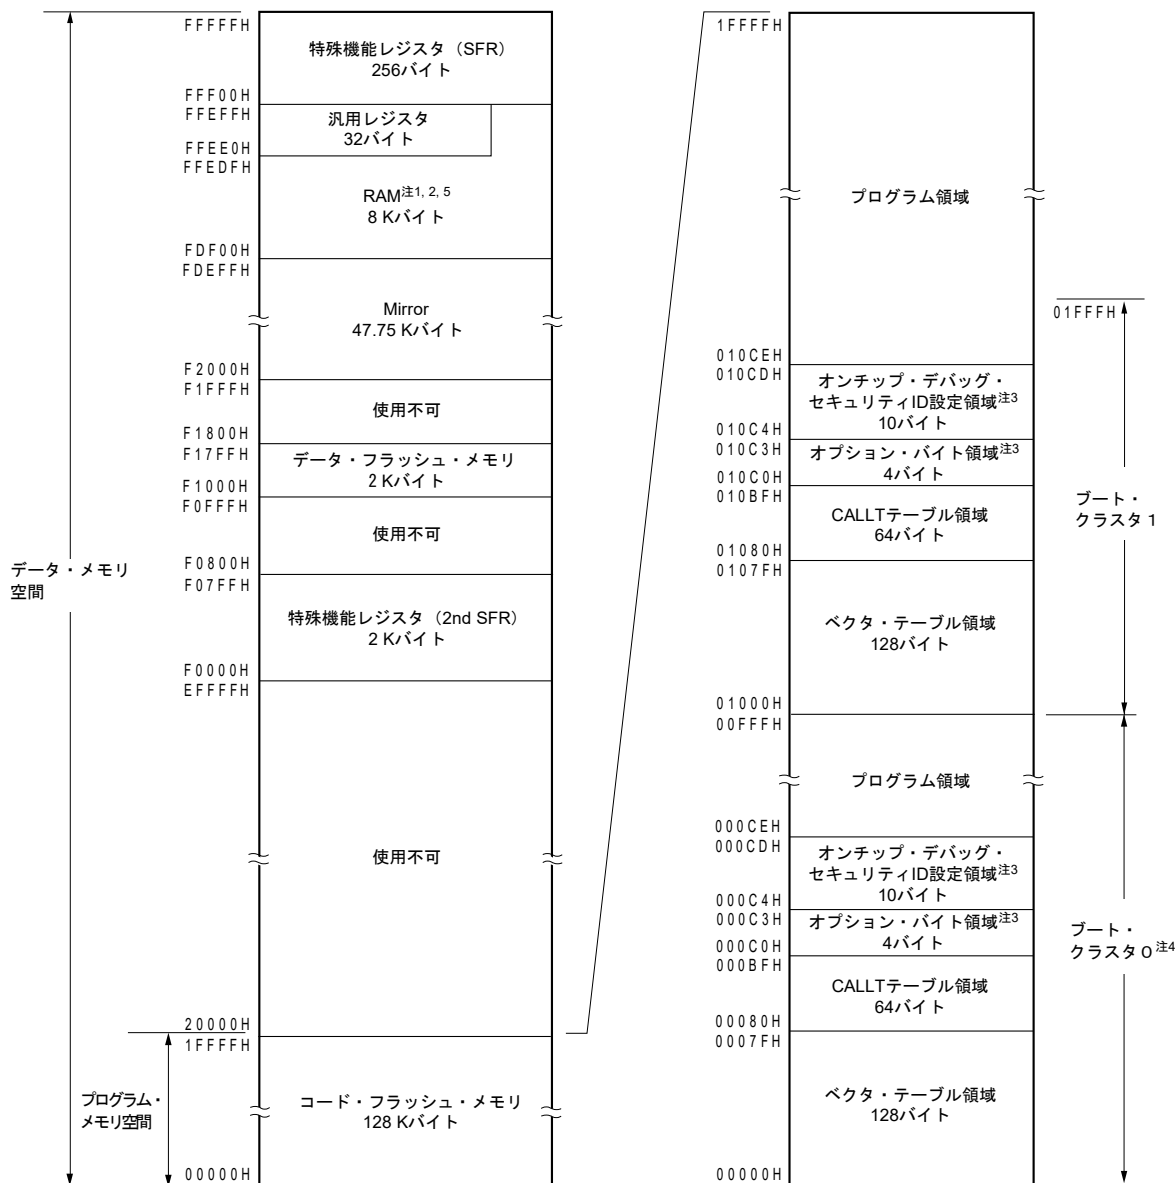 FFFFFH
特殊機能レジスタ（SFR）
256バイト
FFF00H
FFEFFH
汎用レジスタ
32バイト
FFEE0H
FFEDFH
RAM注1, 2, 5
8 Kバイト
FDF00H
FDEFFH
Mirror
47.75 Kバイト
F2000H
F1FFFH
使用不可
F1800H
F17FFH
データ・フラッシュ・メモリ
2 Kバイト
F1000H
F0FFFH
使用不可
F0800H
F07FFH
データ・メモリ
空間
特殊機能レジスタ（2nd SFR）
2 Kバイト
F0000H
EFFFFH
使用不可
20000H
1FFFFH
プログラム・
メモリ空間
コード・フラッシュ・メモリ
128 Kバイト
00000H
1FFFFH
プログラム領域
01FFFH
010CEH
010CDH
オンチップ・デバッグ・
セキュリティID設定領域注3
10バイト
010C4H
010C3H
オプション・バイト領域注3
4バイト
010C0H
010BFH
CALLTテーブル領域
64バイト
ブート・
クラスタ１
01080H
0107FH
ベクタ・テーブル領域
128バイト
01000H
00FFFH
プログラム領域
000CEH
000CDH
オンチップ・デバッグ・
セキュリティID設定領域注3
10バイト
000C4H
000C3H
オプション・バイト領域注3
4バイト
000C0H
000BFH
ブート・
クラスタ０注4
CALLTテーブル領域
64バイト
00080H
0007FH
ベクタ・テーブル領域
128バイト
00000H